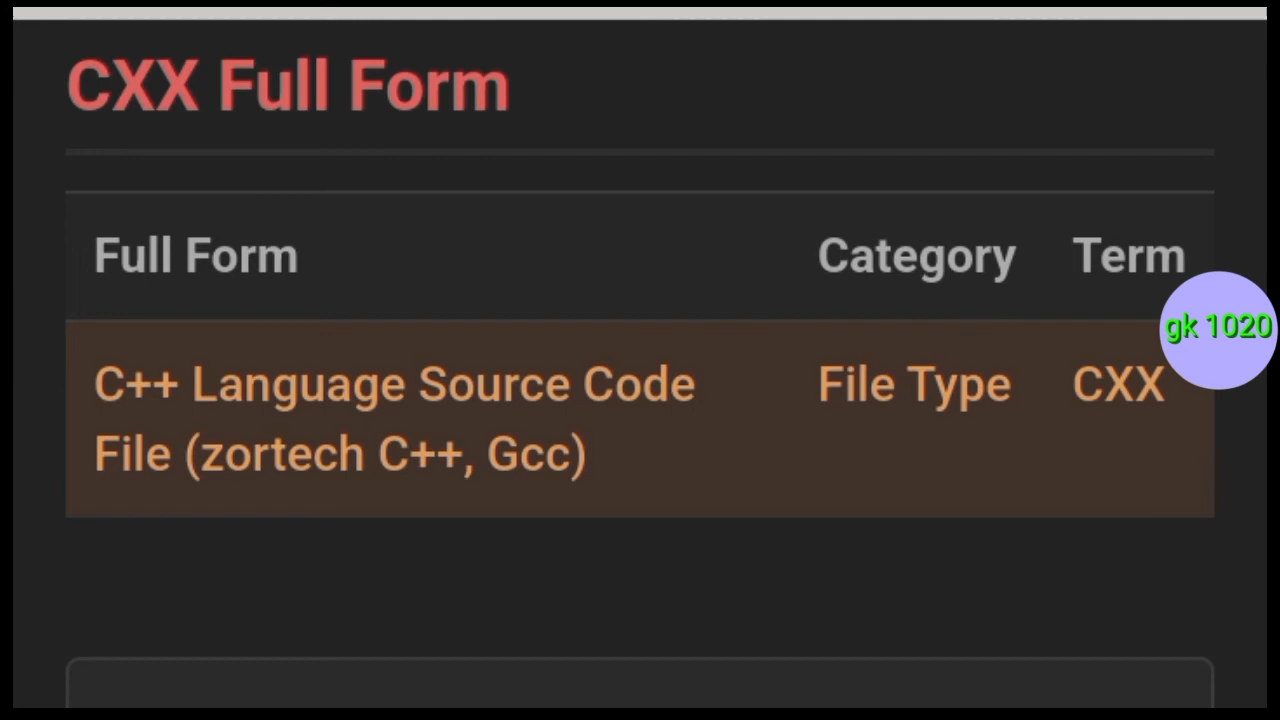 CXX Full Form
Full Form Category Term
C++ Language Source Code File Type CXX
File (zortech C++, Gcc)
gk 1020